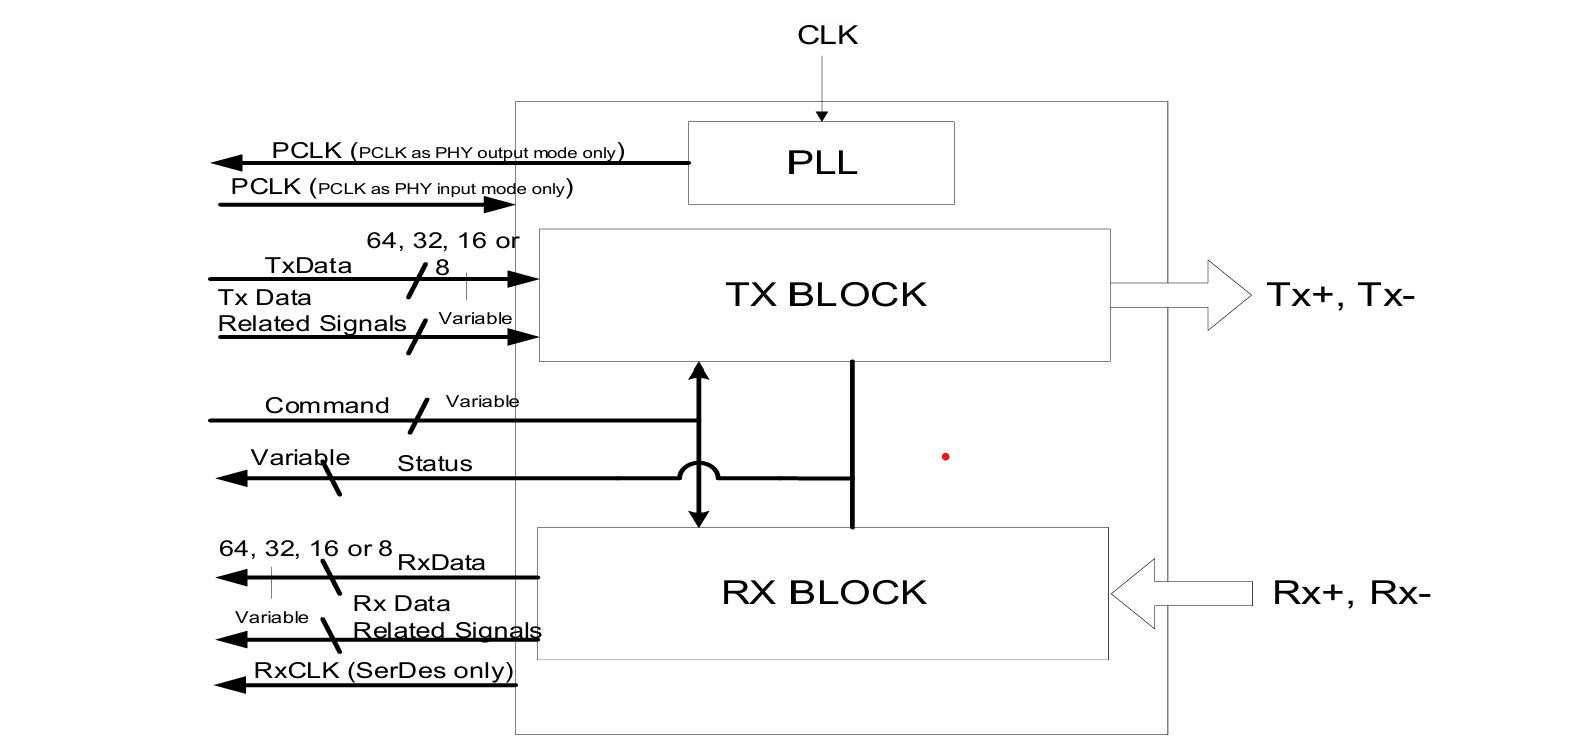 CLK
PCLK (PCLK as PHY output mode only)
PLL
PCLK (PCLK as PHY input mode only)
64, 32, 16 or
8
TxData
Tx Data
Related Signals
Variable
TX BLOCK
Tx+, Tx-
Command
Variable
Variable
Status
64, 32, 16 or 8
RxData
Variable
Rx Data
Related Signals
RX BLOCK
Rx+, Rx-
RxCLK (SerDes only)